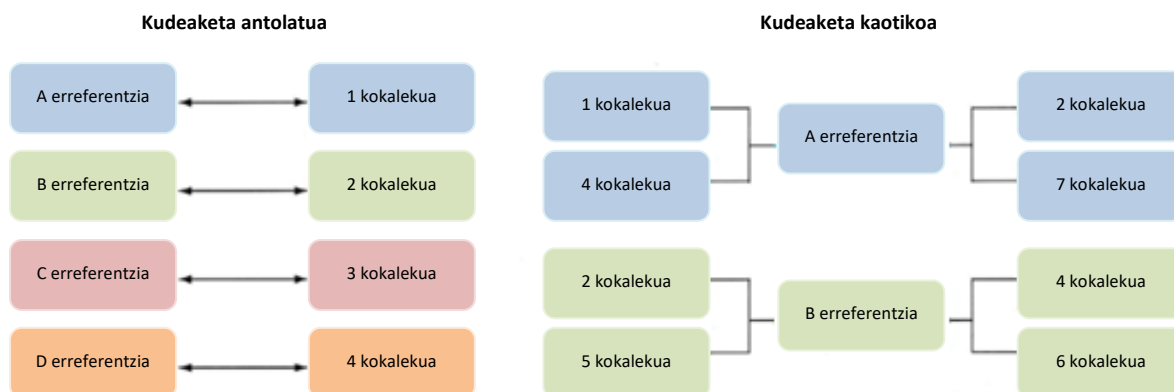 Kudeaketa antolatua
A erreferentzia
1 kokalekua
B erreferentzia
2 kokalekua
C erreferentzia
3 kokalekua
D erreferentzia
4 kokalekua
Kudeaketa kaotikoa
1 kokalekua
4 kokalekua
A erreferentzia
2 kokalekua
7 kokalekua
2 kokalekua
5 kokalekua
B erreferentzia
4 kokalekua
6 kokalekua